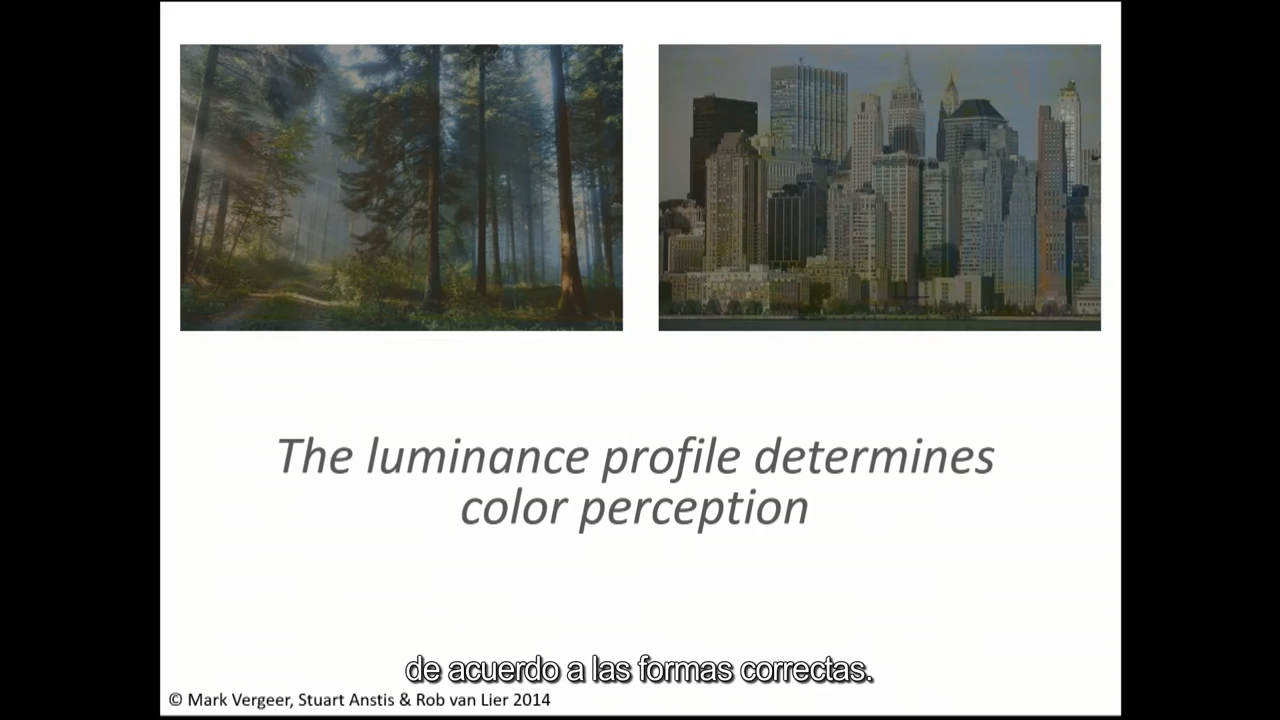 The luminance profile determines
color perception
de acuerdo a las formas correctas.
© Mark Vergeer, Stuart Anstis & Rob van Lier 2014